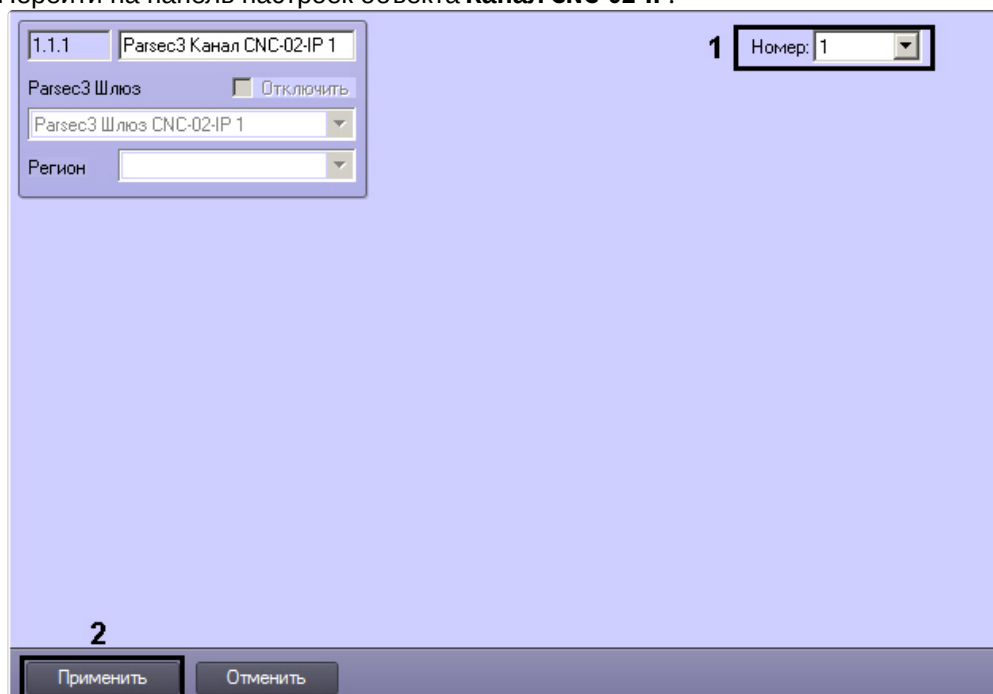 Перейти на панель настроек объекта Канал CNC-02-IP.
1.1.1 Parsec3 Канал CNC-02-IP 1
1 Номер: 1
Parsec3 Шлюз Отключить
Parsec3 Шлюз CNC-02-IP 1
Регион
2
Применить Отменить